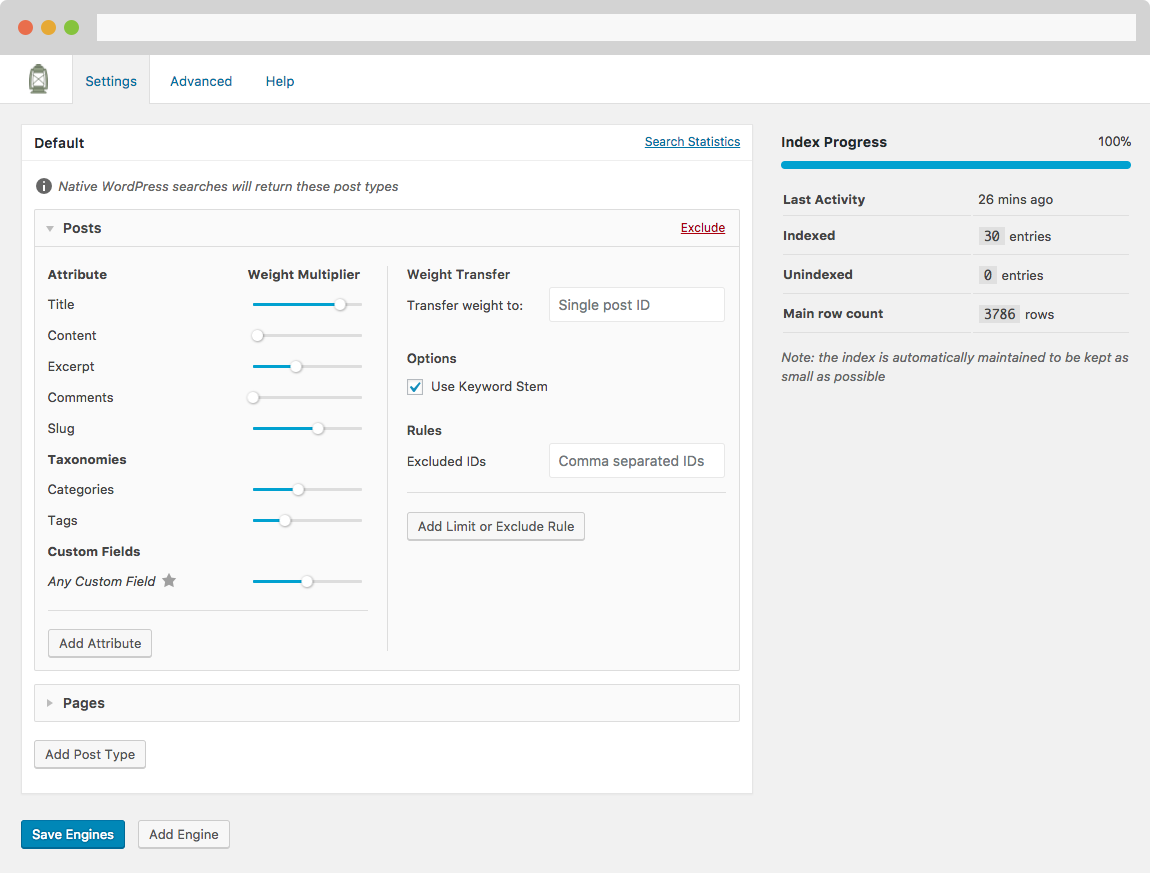 Settings Advanced Help
Default Search Statistics
Native WordPress searches will return these post types
Posts Exclude
Attribute Weight Multiplier
Title
Content
Excerpt
Comments
Slug
Taxonomies
Categories
Tags
Custom Fields
Any Custom Field
Add Attribute
Weight Transfer
Transfer weight to: Single post ID
Options
Use Keyword Stem
Rules
Excluded IDs Comma separated IDs
Add Limit or Exclude Rule
Pages
Add Post Type
Save Engines Add Engine
Index Progress 100%
Last Activity 26 mins ago
Indexed 30 entries
Unindexed 0 entries
Main row count 3786 rows
Note: the index is automatically maintained to be kept as
small as possible